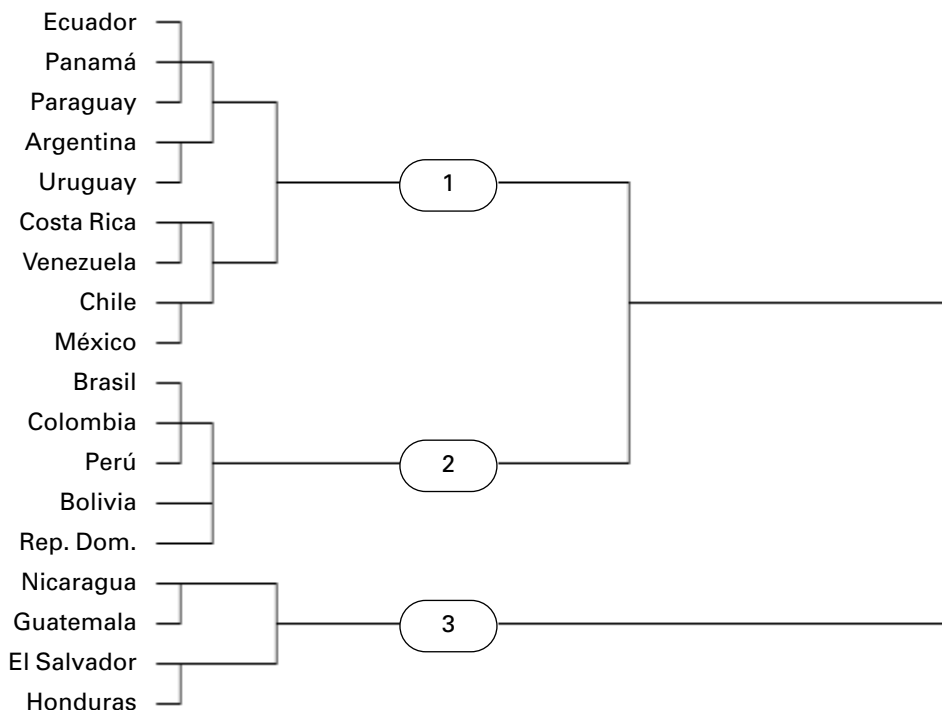 Ecuador
Panamá
Paraguay
Argentina
Uruguay
1
Costa Rica
Venezuela
Chile
México
Brasil
Colombia
Perú
2
Bolivia
Rep. Dom.
Nicaragua
Guatemala
3
El Salvador
Honduras